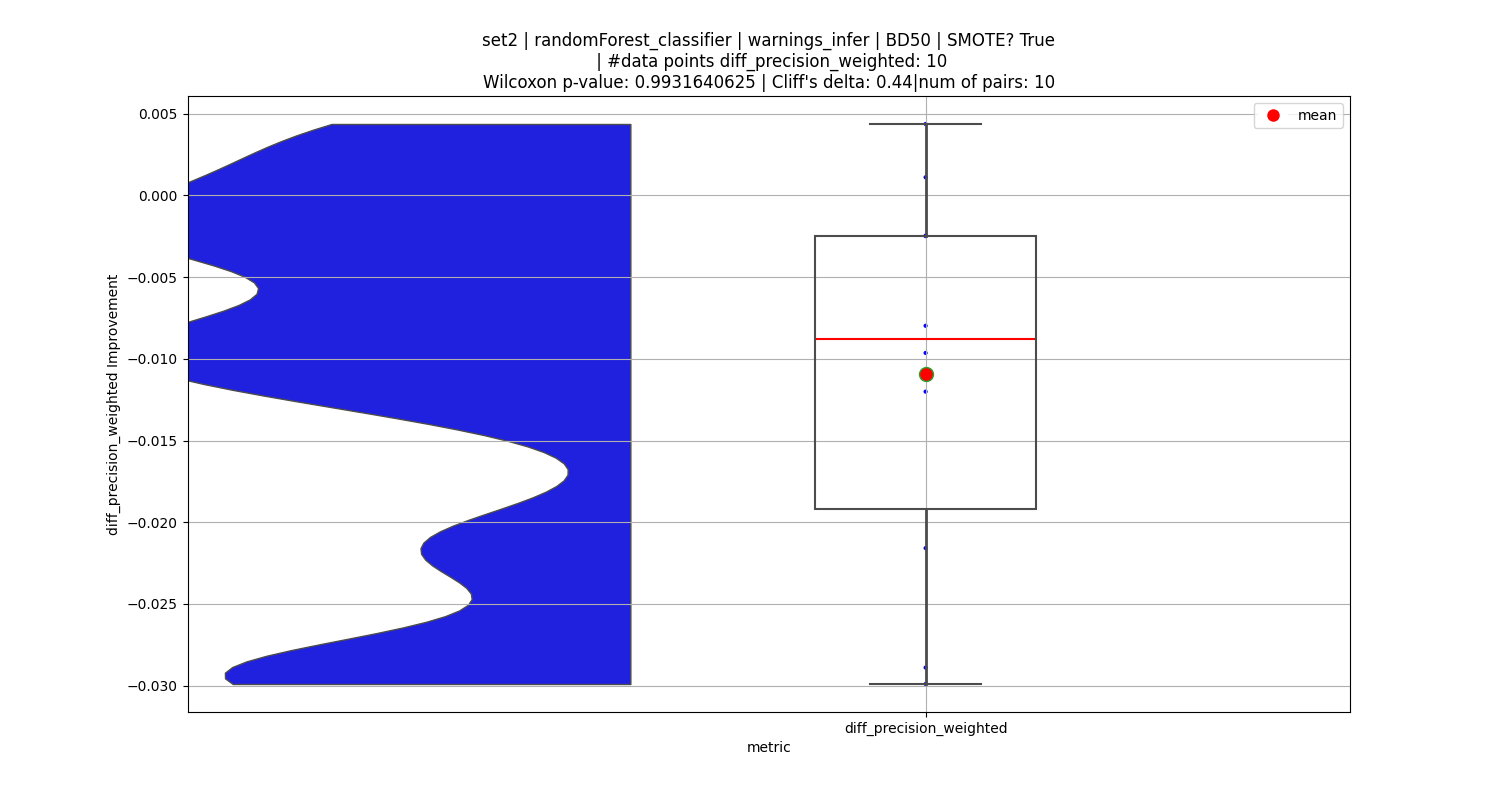 set2 | randomForest_classifier | warnings_infer | BD50 | SMOTE? True
| #data points diff_precision_weighted: 10
Wilcoxon p-value: 0.9931640625 | Cliff's delta: 0.44|num of pairs: 10
mean
0.005
0.000
−0.005
−0.010
−0.015
−0.020
−0.025
−0.030
diff_precision_weighted Improvement
diff_precision_weighted
metric